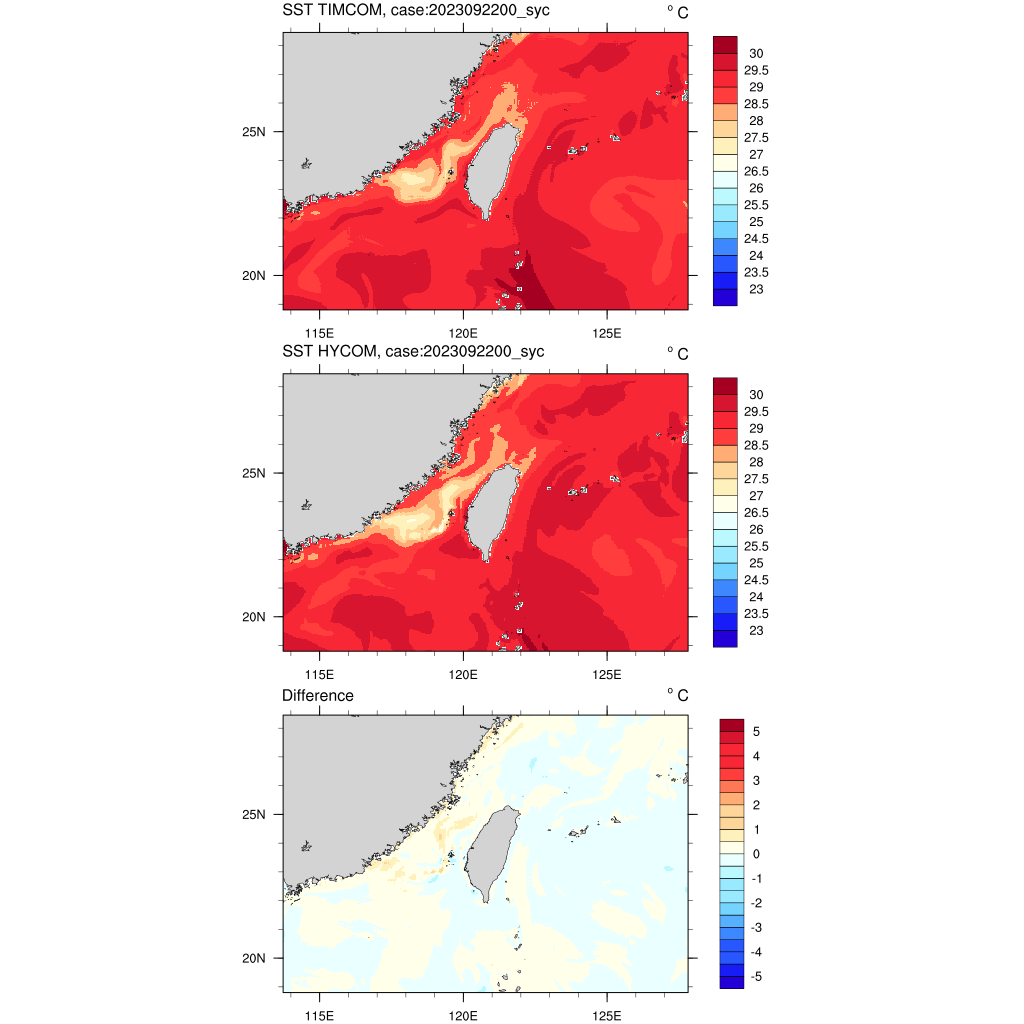 SST TIMCOM, case:2023092200_syc
° C
30
29.5
29
28.5
28
27.5
27
26.5
26
25.5
25
24.5
24
23.5
23
25N
20N
115E 120E 125E
SST HYCOM, case:2023092200_syc
° C
30
29.5
29
28.5
28
27.5
27
26.5
26
25.5
25
24.5
24
23.5
23
25N
20N
115E 120E 125E
Difference
° C
5
4
3
2
1
0
-1
-2
-3
-4
-5
25N
20N
115E 120E 125E